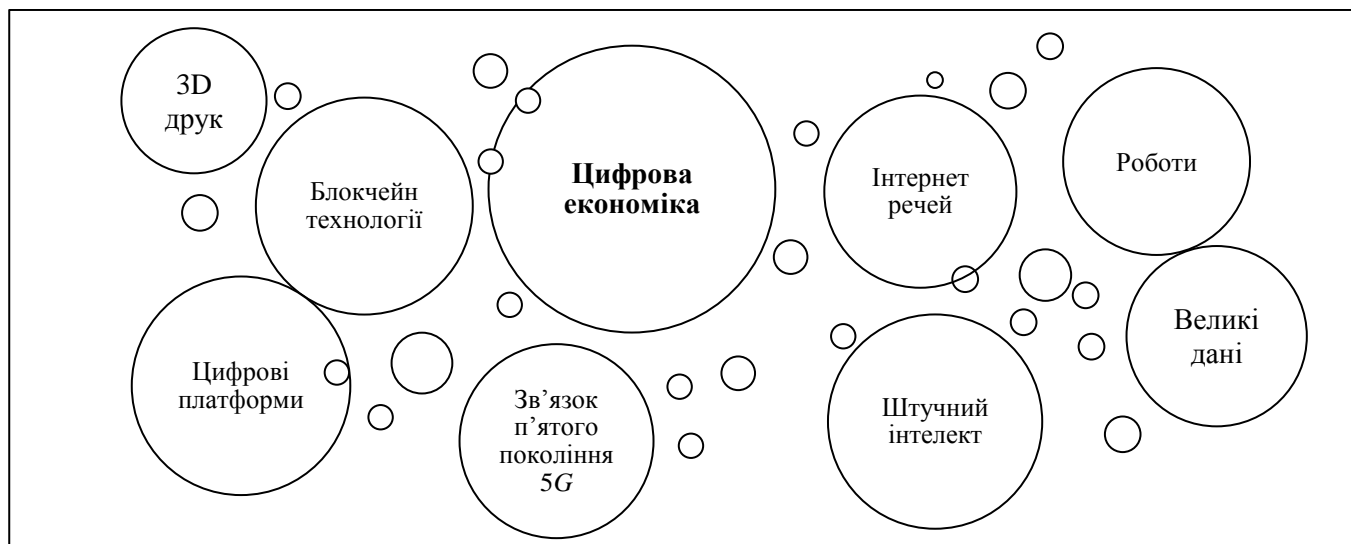 3D
друк
Блокчейн
технології
Цифрова
економіка
Інтернет
речей
Роботи
Цифрові
платформи
Зв’язок
п’ятого
покоління
5G
Штучний
інтелект
Великі
дані